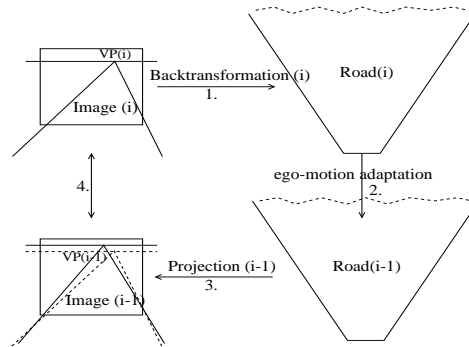 VP(i)
Image (i)
Backtransformation (i)
1.
Road(i)
ego-motion adaptation
2.
4.
VP(i-1)
Image (i-1)
Projection (i-1)
3.
Road(i-1)